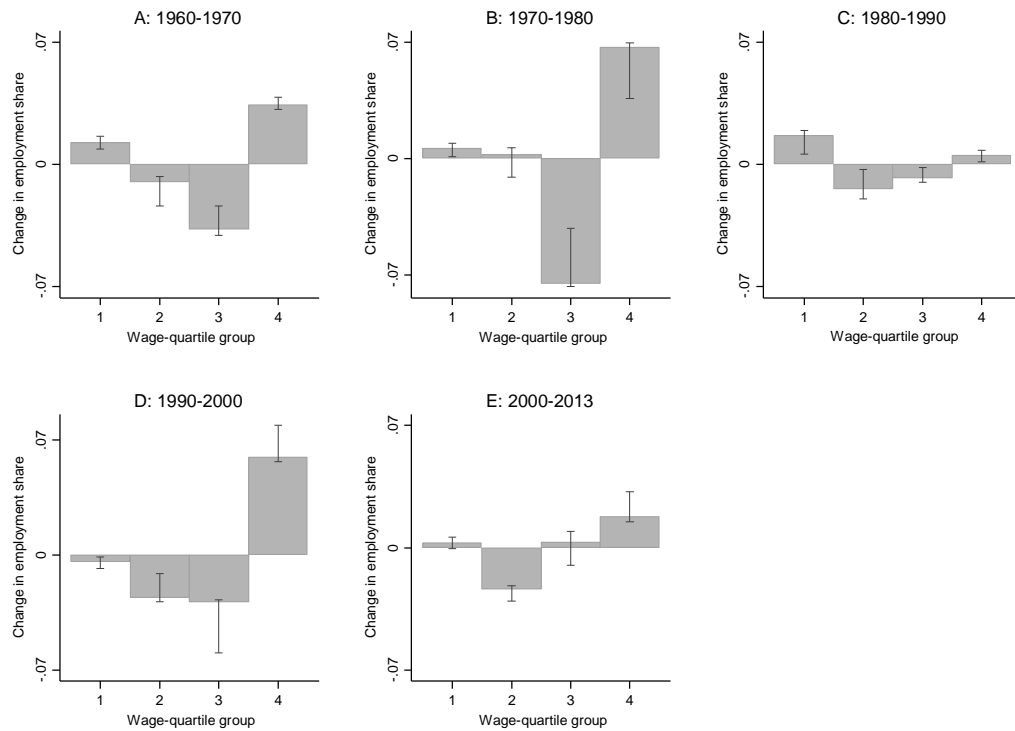 A: 1960-1970
Change in employment share
.07
0
-.07
1 2 3 4
Wage-quartile group
B: 1970-1980
Change in employment share
.07
0
-.07
1 2 3 4
Wage-quartile group
C: 1980-1990
Change in employment share
.07
0
-.07
1 2 3 4
Wage-quartile group
D: 1990-2000
Change in employment share
.07
0
-.07
1 2 3 4
Wage-quartile group
E: 2000-2013
Change in employment share
.07
0
-.07
1 2 3 4
Wage-quartile group